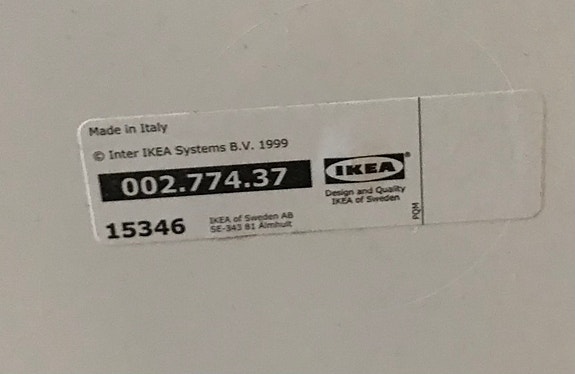 Made in Italy
© Inter IKEA Systems B.V. 1999
002.774.37
IKEA®
Design and Quality
IKEA of Sweden
15346
IKEA of Sweden AB
SE-343 81 Älmhult
PQM